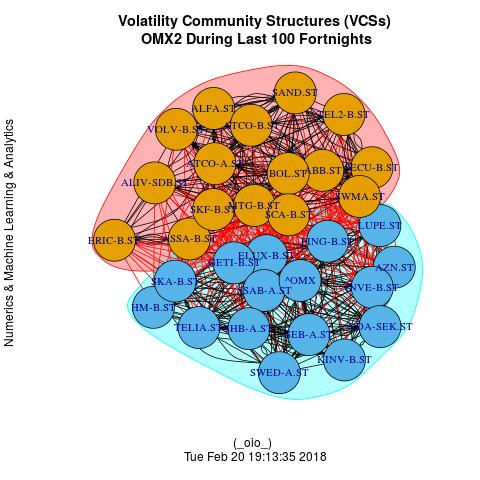 Volatility Community Structures (VCSs)
OMX2 During Last 100 Fortnights
Numerics & Machine Learning & Analytics
SAND.ST
ALFA.ST
VOLV-B.ST
ATCO-B.ST
TEL2-B.ST
ATCO-A.ST
BOL.ST
ABB.ST
SECU-B.ST
ALIV-SDB.ST
SWMA.ST
SKF-B.ST
MTG-B.ST
SCA-B.ST
LUPE.ST
ERIC-B.ST
ASSA-B.ST
FING-B.ST
GETI-B.ST
ELUX-B.ST
AZN.ST
SKA-B.ST
SAAB-A.ST
^OMX
INVE-B.ST
HM-B.ST
TELIA.ST
SHB-A.ST
SEB-A.ST
NDA-SEK.ST
SWED-A.ST
KINV-B.ST
(_oio_)
Tue Feb 20 19:13:35 2018